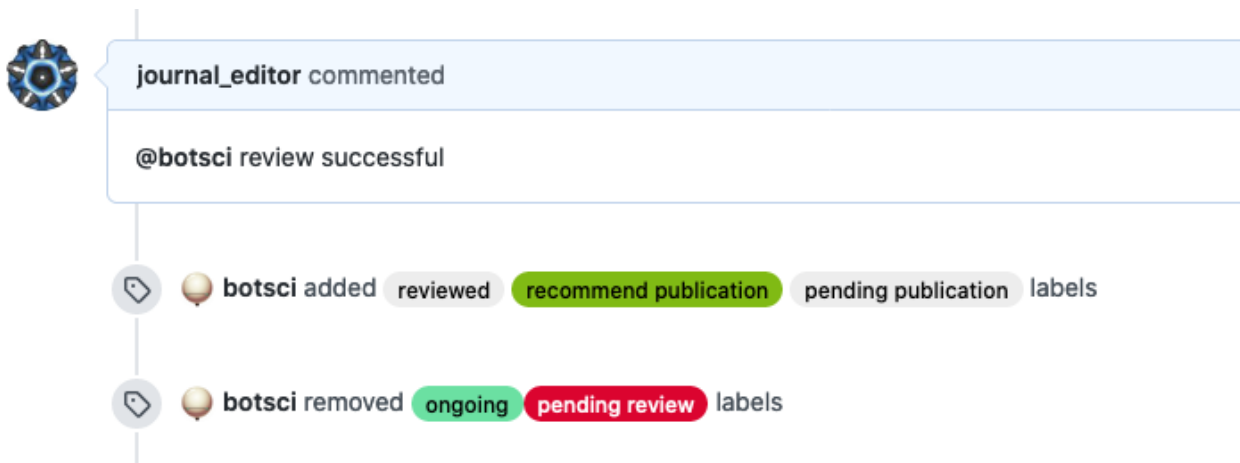 journal_editor commented
@botsci review successful
botsci added reviewed recommend publication pending publication labels
botsci removed ongoing pending review labels